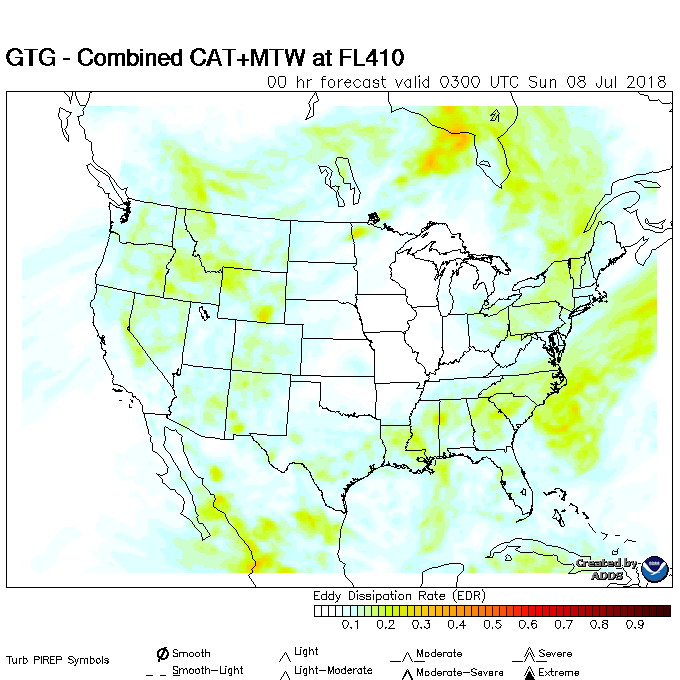 GTG - Combined CAT+MTW at FL410
00 hr forecast valid 0300 UTC Sun 08 Jul 2018
Created by
ADDS
Eddy Dissipation Rate (EDR)
0.1 0.2 0.3 0.4 0.5 0.6 0.7 0.8 0.9
Turb PIREP Symbols
Smooth Light Moderate Severe
Smooth-Light Light-Moderate Moderate-Severe Extreme